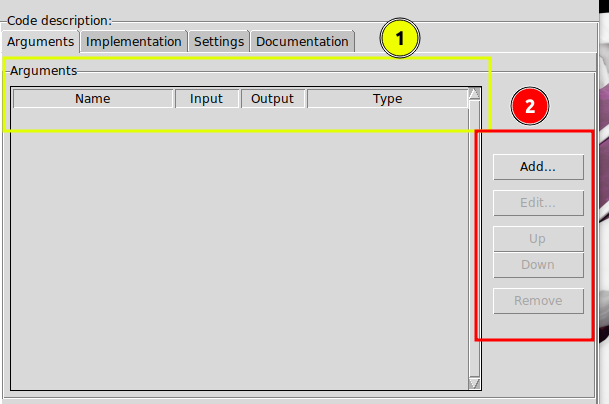 Code description:
Arguments Implementation Settings Documentation
1
Arguments
Name Input Output Type
2
Add...
Edit...
Up
Down
Remove